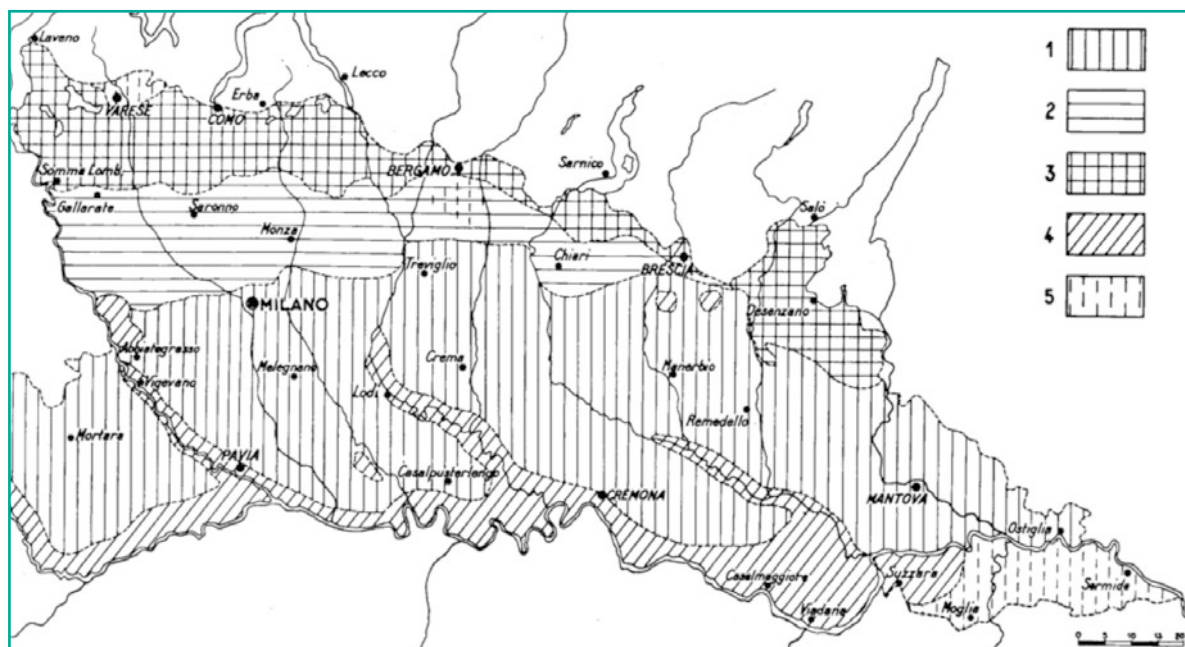 Laveno
Lecco
Erba
VARESE
COMO
Sarnico
BERGAMO
Somma Lomb.
Salò
Gallarate
Saronno
Monza
Chiari
BRESCIA
Treviglio
MILANO
Desenzano
Abbiategrasso
Melegnano
Crema
Manerbio
Vigevano
Lodi
Remedello
Mortara
PAVIA
Casalpusterlengo
CREMONA
MANTOVA
Ostiglia
Casalmaggiore
Suzzara
Sermide
Viadana
Moglia
1
2
3
4
5
0 5 10 15 20